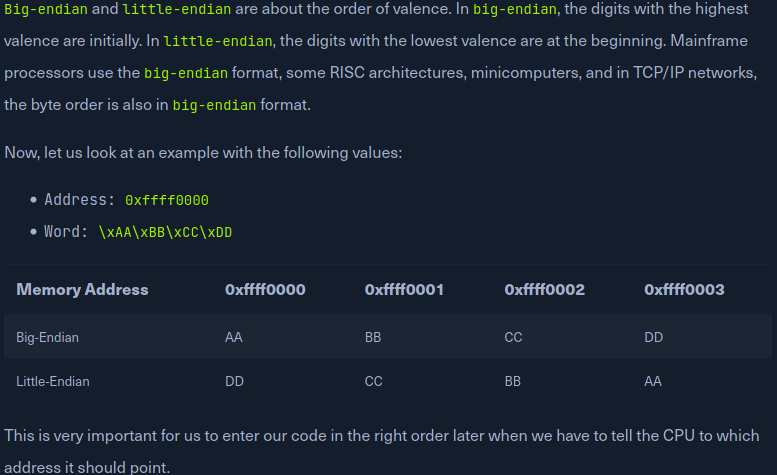 Big-endian and little-endian are about the order of valence. In big-endian, the digits with the highest
valence are initially. In little-endian, the digits with the lowest valence are at the beginning. Mainframe
processors use the big-endian format, some RISC architectures, minicomputers, and in TCP/IP networks,
the byte order is also in big-endian format.
Now, let us look at an example with the following values:
• Address: 0xffff0000
• Word: \xAA\xBB\xCC\xDD
Memory Address 0xffff0000 0xffff0001 0xffff0002 0xffff0003
Big-Endian AA BB CC DD
Little-Endian DD CC BB AA
This is very important for us to enter our code in the right order later when we have to tell the CPU to which
address it should point.